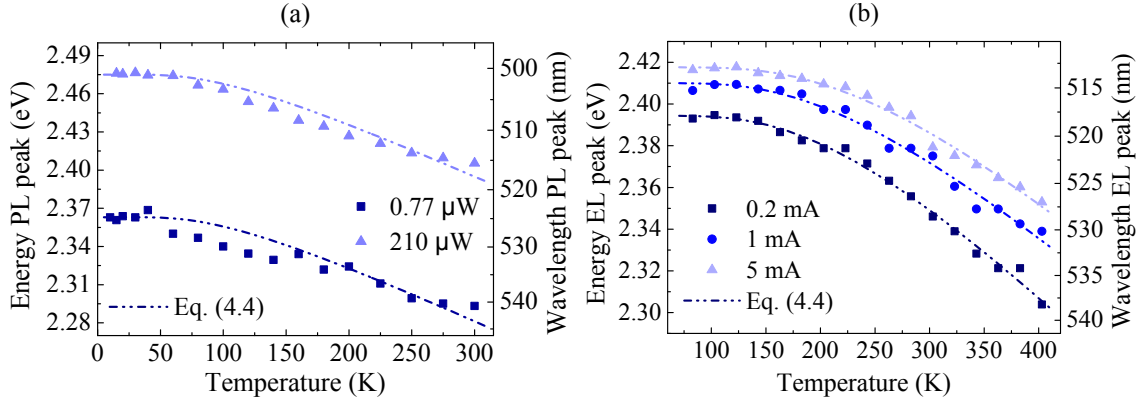 (a)
(b)
Energy PL peak (eV)
2.49
2.46
2.43
2.40
2.37
2.34
2.31
2.28
0.77 µW
210 µW
Eq. (4.4)
0 50 100 150 200 250 300
Temperature (K)
500
510
520
530
540
Wavelength PL peak (nm)
Energy EL peak (eV)
2.42
2.40
2.38
2.36
2.34
2.32
2.30
0.2 mA
1 mA
5 mA
Eq. (4.4)
100 150 200 250 300 350 400
Temperature (K)
515
520
525
530
535
540
Wavelength EL peak (nm)